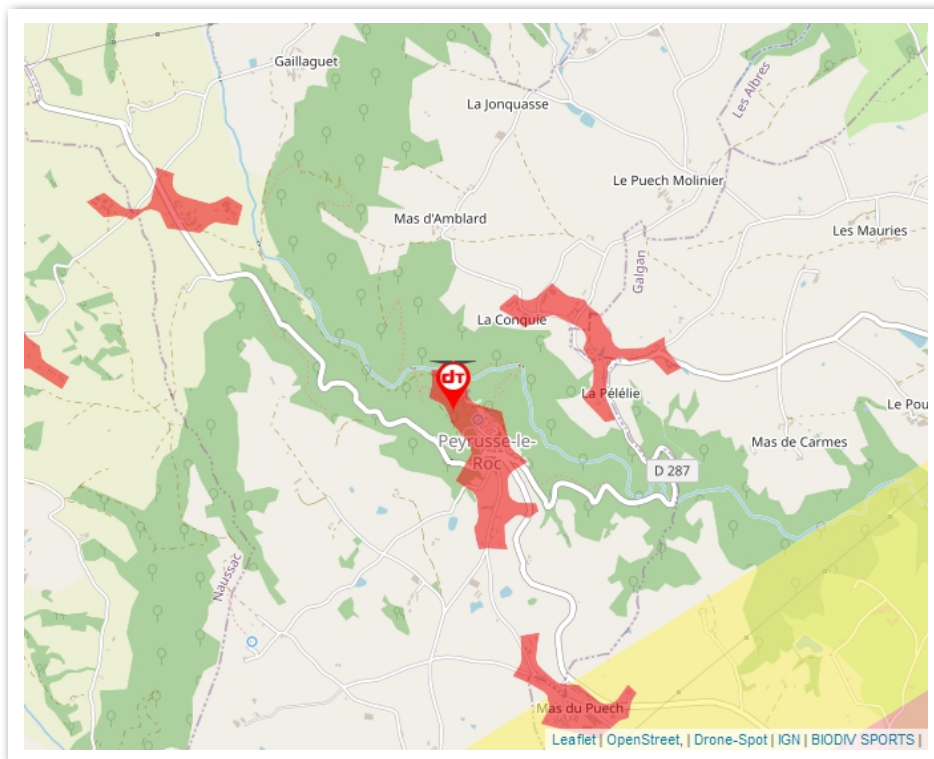 Gaillaguet
La Jonquasse
Les Albres
Le Puech Molinier
Mas d'Amblard
Les Mauries
Galgan
La Conquie
dT
La Pélélie
Le Pou
Peyrusse-le-
Roc
Mas de Carmes
D 287
Naussac
Mas du Puech
Leaflet | OpenStreet, | Drone-Spot | IGN | BIODIV SPORTS |